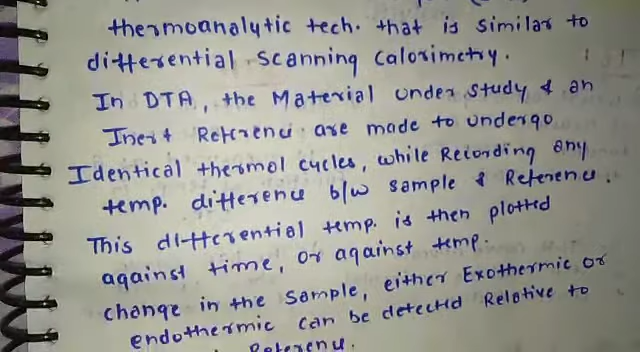 thermoanalytic tech. that is similar to
differential scanning calorimetry.
In DTA, the Material under study & an
Inert Reference are made to undergo
Identical thermal cycles, while Recording any
temp. difference b/w sample & Reference.
This differential temp. is then plotted
against time, or against temp.
change in the sample, either Exothermic or
endothermic can be detected Relative to
Reference.